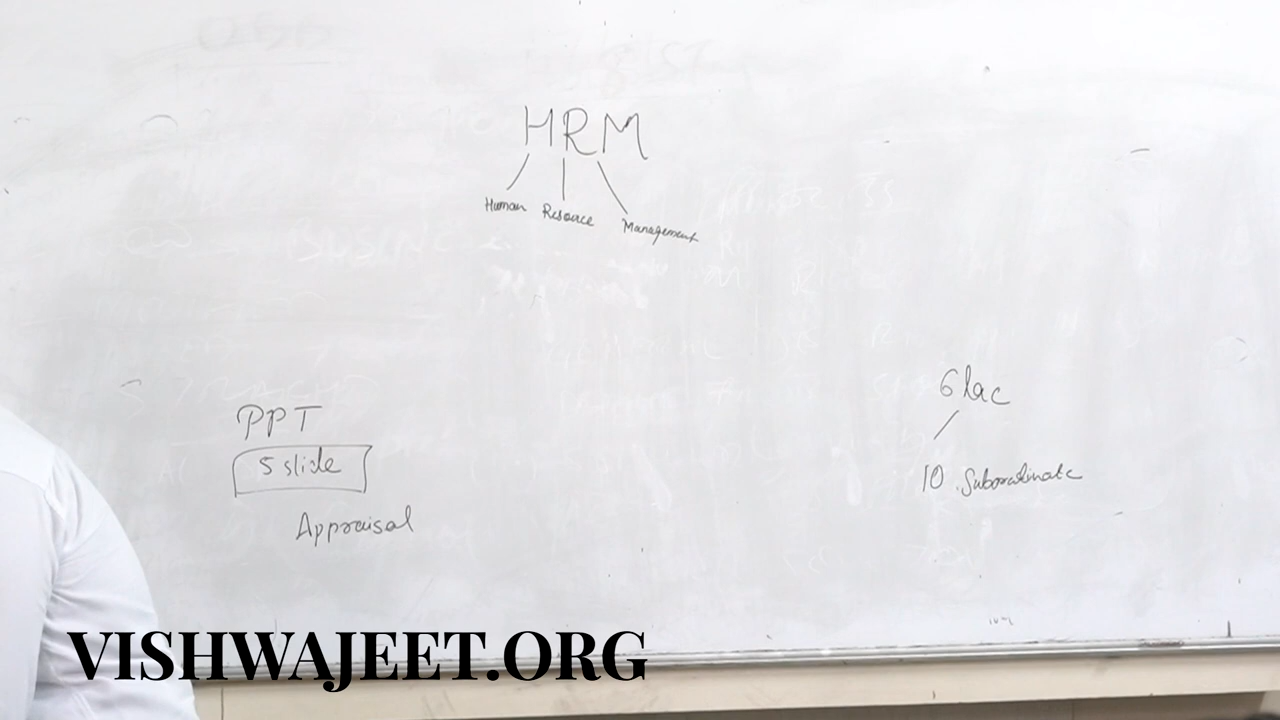 HRM
Human Resource Management
PPT
5 slide
Appraisal
6 lac
10 Subordinate
VISHWAJEET.ORG